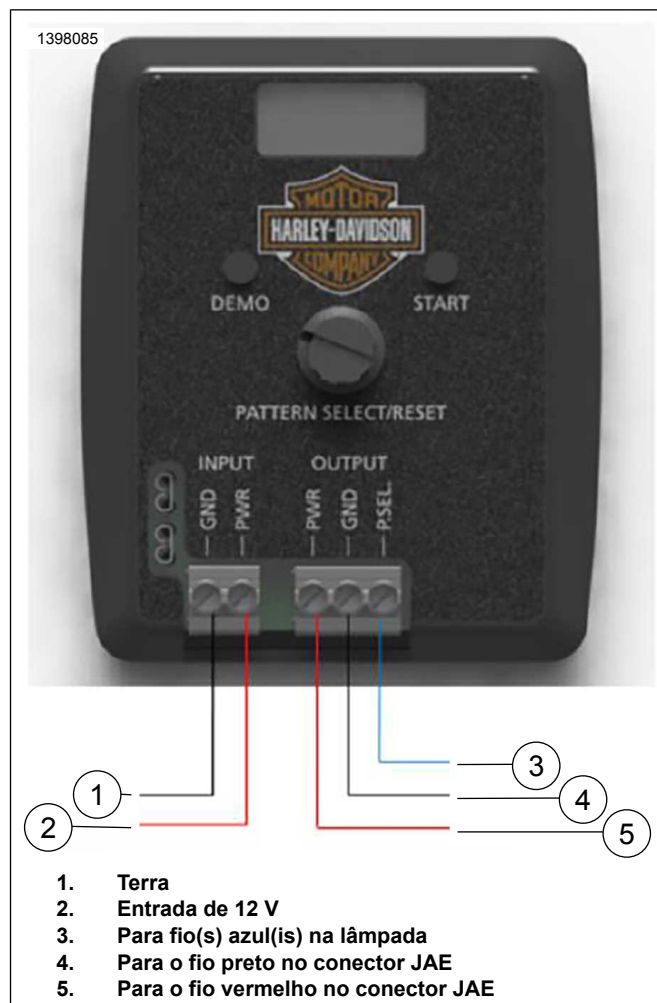 1398085
MOTOR
HARLEY-DAVIDSON
COMPANY
DEMO
START
PATTERN SELECT/RESET
INPUT
OUTPUT
GND
PWR
PWR
GND
P.SEL.
1
2
3
4
5
1. Terra
2. Entrada de 12 V
3. Para fio(s) azul(is) na lâmpada
4. Para o fio preto no conector JAE
5. Para o fio vermelho no conector JAE